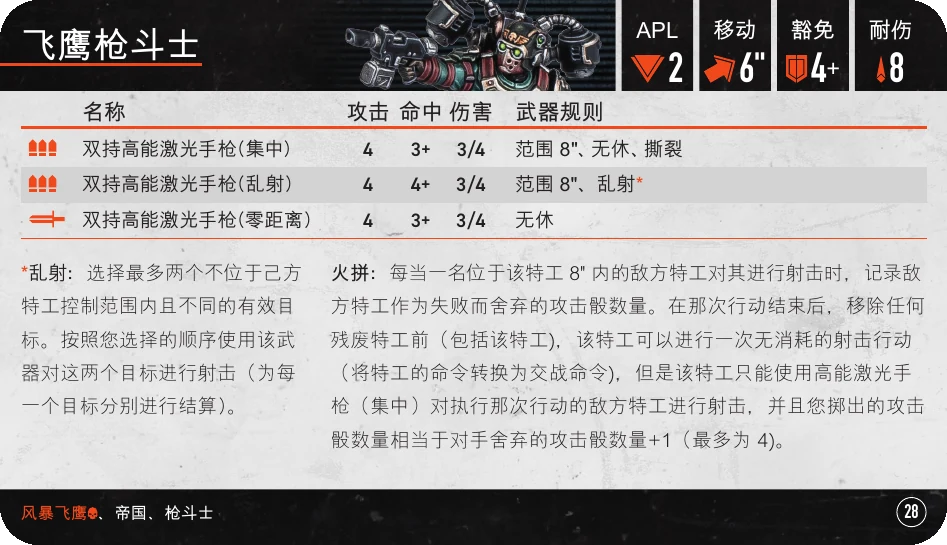 飞鹰枪斗士
APL 移动 豁免 耐伤
2 6" 4+ 8
名称 攻击 命中 伤害 武器规则
双持高能激光手枪(集中) 4 3+ 3/4 范围 8"、无休、撕裂
双持高能激光手枪(乱射) 4 4+ 3/4 范围 8"、乱射*
双持高能激光手枪(零距离) 4 3+ 3/4 无休
*乱射：选择最多两个不位于己方
特工控制范围内且不同的有效目
标。按照您选择的顺序使用该武
器对这两个目标进行射击（为每
一个目标分别进行结算）。
火拼：每当一名位于该特工 8" 内的敌方特工对其进行射击时，记录敌
方特工作为失败而舍弃的攻击骰数量。在那次行动结束后，移除任何
残废特工前（包括该特工)，该特工可以进行一次无消耗的射击行动
（将特工的命令转换为交战命令)，但是该特工只能使用高能激光手
枪（集中）对执行那次行动的敌方特工进行射击，并且您掷出的攻击
骰数量相当于对手舍弃的攻击骰数量+1（最多为 4)。
风暴飞鹰、帝国、枪斗士
28